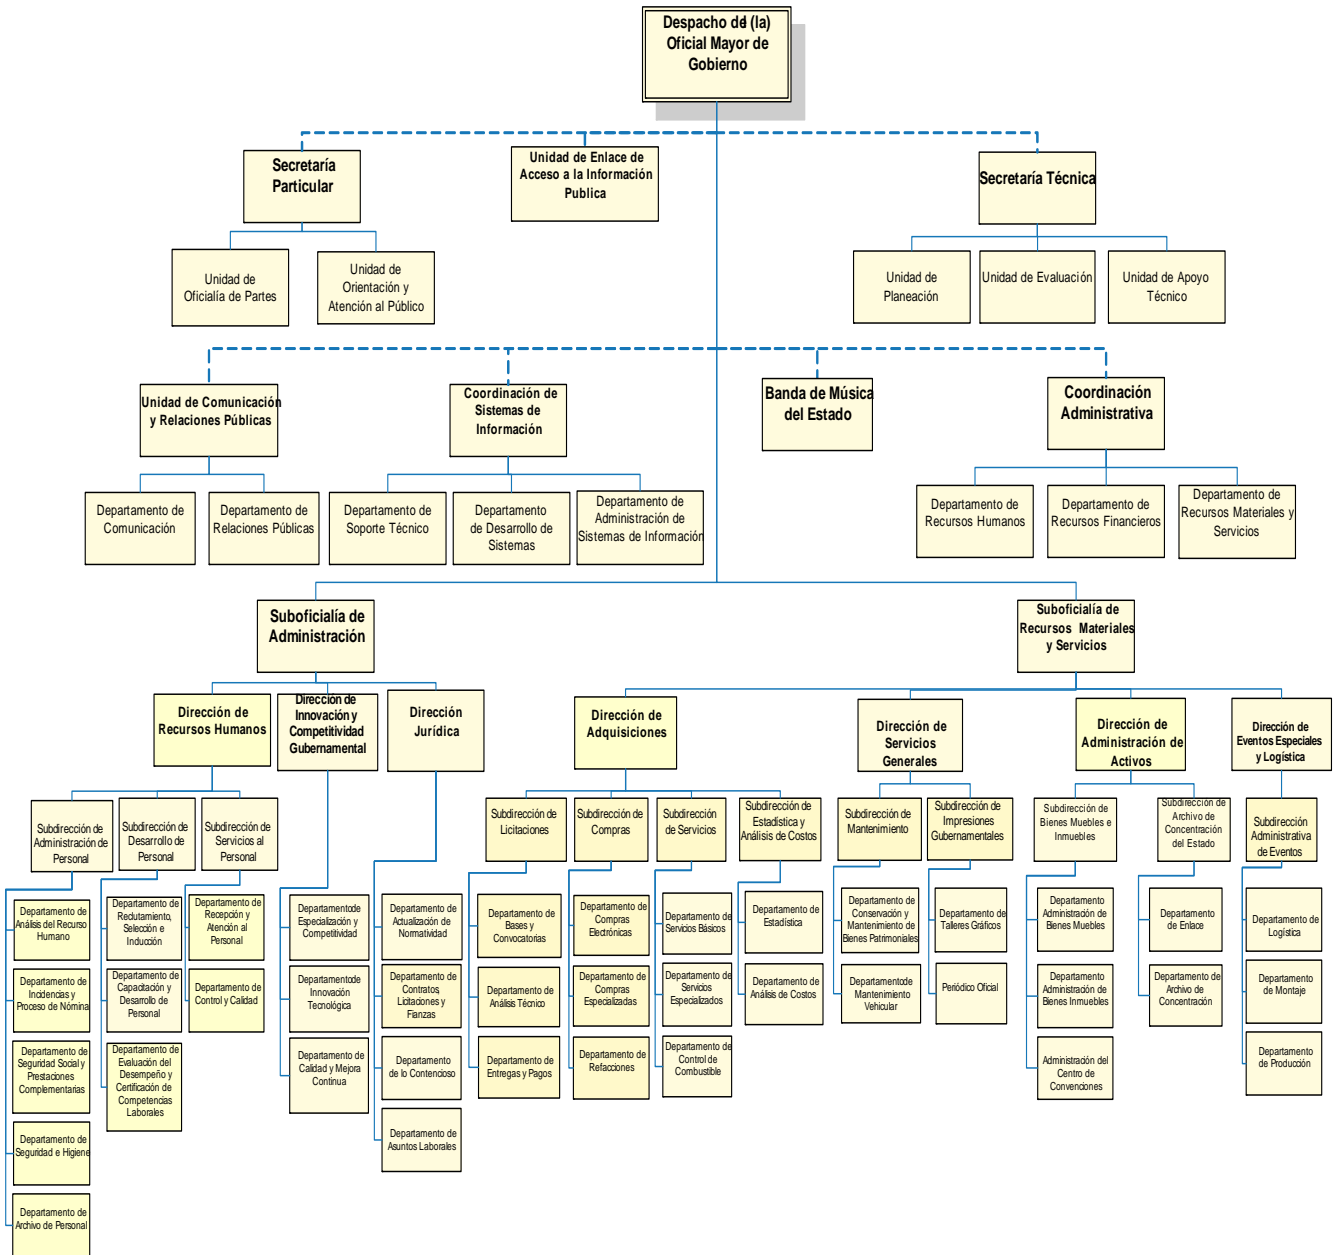 Despacho del (la)
Oficial Mayor de
Gobierno
Secretaría
Particular
Unidad de Enlace de
Acceso a la Información
Publica
Secretaría Técnica
Unidad de
Oficialía de Partes
Unidad de
Orientación y
Atención al Público
Unidad de
Planeación
Unidad de Evaluación
Unidad de Apoyo
Técnico
Unidad de Comunicación
y Relaciones Públicas
Coordinación de
Sistemas de
Información
Banda de Música
del Estado
Coordinación
Administrativa
Departamento de
Comunicación
Departamento de
Relaciones Públicas
Departamento de
Soporte Técnico
Departamento
de Desarrollo de
Sistemas
Departamento de
Administración de
Sistemas de Información
Departamento de
Recursos Humanos
Departamento de
Recursos Financieros
Departamento de
Recursos Materiales y
Servicios
Suboficialía de
Administración
Suboficialía de
Recursos Materiales
y Servicios
Dirección de
Recursos Humanos
Dirección de
Innovación y
Competitividad
Gubernamental
Dirección
Jurídica
Dirección de
Adquisiciones
Dirección de
Servicios
Generales
Dirección de
Administración de
Activos
Dirección de
Eventos Especiales
y Logística
Subdirección de
Administración de
Personal
Subdirección de
Desarrollo de
Personal
Subdirección de
Servicios al
Personal
Subdirección de
Licitaciones
Subdirección
de Compras
Subdirección
de Servicios
Subdirección de
Estadística y
Análisis de Costos
Subdirección de
Mantenimiento
Subdirección de
Impresiones
Gubernamentales
Subdirección de
Bienes Muebles e
Inmuebles
Subdirección de
Archivo de
Concentración
del Estado
Subdirección
Administrativa
de Eventos
Departamento de
Análisis del Recurso
Humano
Departamento de
Incidencias y
Proceso de Nómina
Departamento de
Seguridad Social y
Prestaciones
Complementarias
Departamento de
Seguridad e Higiene
Departamento de
Archivo de Personal
Departamento de
Redutamiento,
Selección e
Inducción
Departamento de
Capacitación y
Desarrollo de
Personal
Departamento de
Evaluación del
Desempeño y
Certificación de
Competencias
Laborales
Departamento de
Recepción y
Atención al
Personal
Departamento de
Control y Calidad
Departamento de
Especialización y
Competitividad
Departamento de
Innovación
Tecnológica
Departamento de
Calidad y Mejora
Continua
Departamento de
Actualización de
Normatividad
Departamento de
Contratos,
Licitaciones y
Fianzas
Departamento
de lo Contencioso
Departamento de
Asuntos Laborales
Departamento de
Bases y
Convocatorias
Departamento
de Análisis Técnico
Departamento de
Entregas y Pagos
Departamento de
Compras
Electrónicas
Departamento de
Compras
Especializadas
Departamento de
Refacciones
Departamento de
Servicios Básicos
Departamento de
Servicios
Especializados
Departamento de
Control de
Combustible
Departamento de
Estadística
Departamento
de Análisis de Costos
Departamento de
Conservación y
Mantenimiento de
Bienes Patrimoniales
Departamento de
Mantenimiento
Vehicular
Departamento de
Talleres Gráficos
Periódico Oficial
Departamento
Administración de
Bienes Muebles
Departamento
Administración de
Bienes Inmuebles
Administración del
Centro de
Convenciones
Departamento
de Enlace
Departamento de
Archivo de
Concentración
Departamento de
Logística
Departamento
de Montaje
Departamento
de Producción